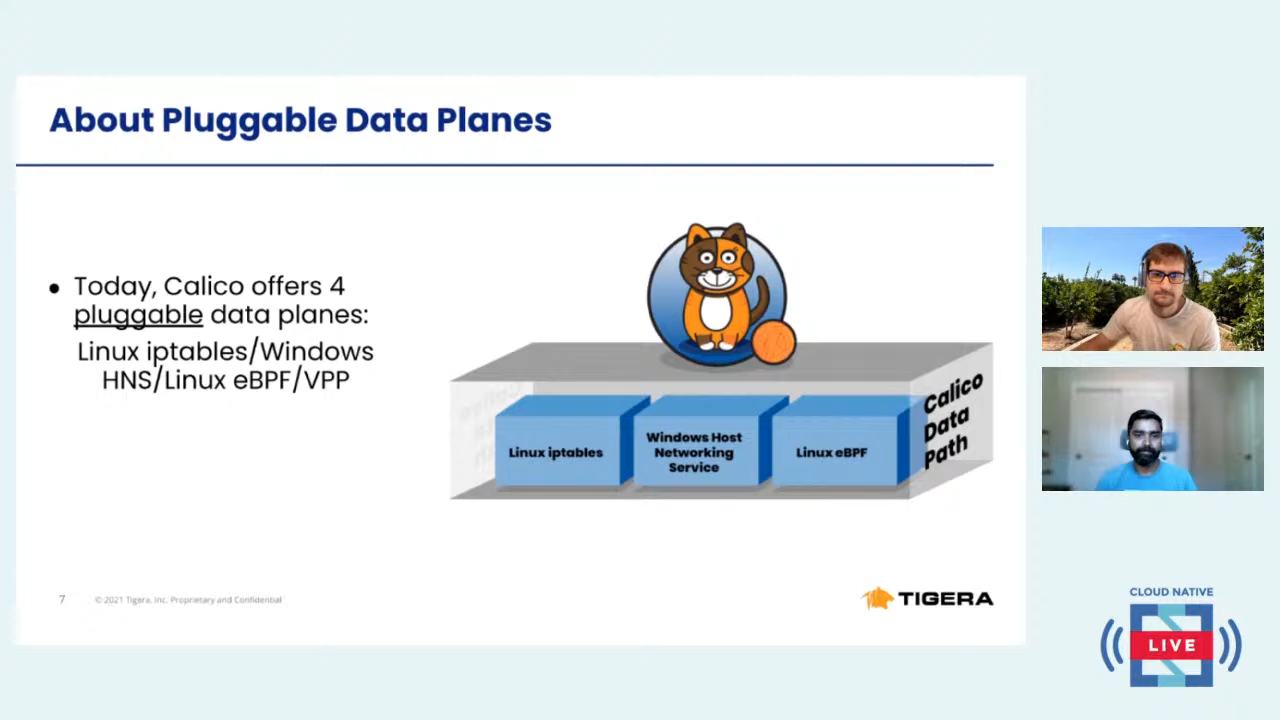 About Pluggable Data Planes
Today, Calico offers 4
pluggable data planes:
Linux iptables/Windows
HNS/Linux eBPF/VPP
Linux iptables
Windows Host
Networking
Service
Linux eBPF
Calico
Data
Path
7
© 2021 Tigera, Inc. Proprietary and Confidential
TIGERA
CLOUD NATIVE
LIVE